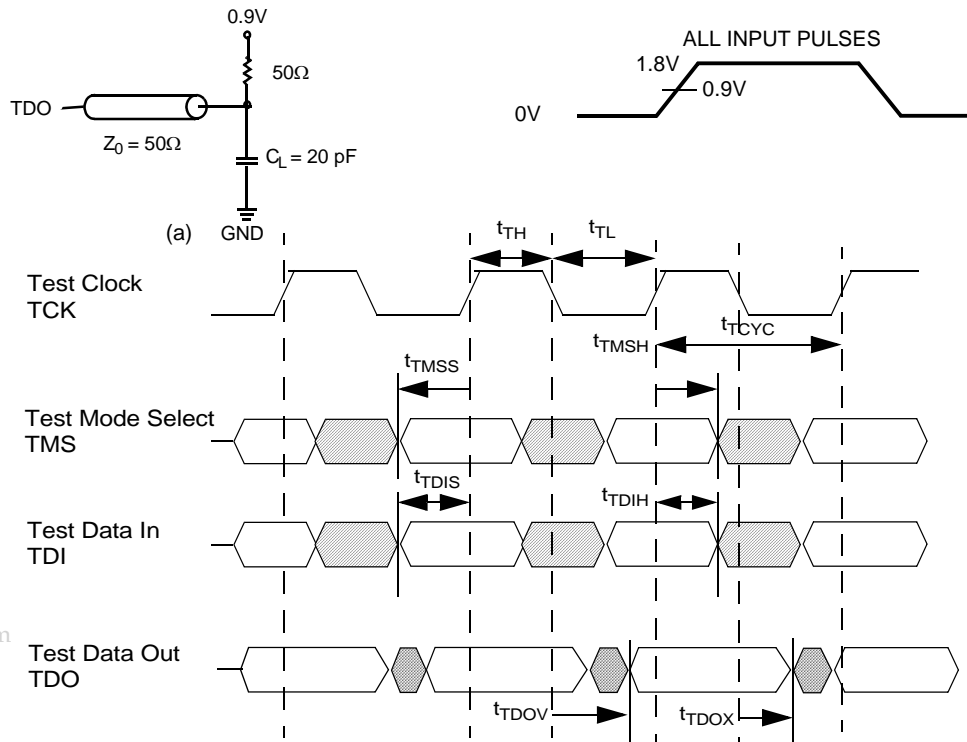 0.9V
ALL INPUT PULSES
50Ω
1.8V
0.9V
TDO
0V
Z0 = 50Ω
CL = 20 pF
(a)
GND
tTH
tTL
Test Clock
TCK
tTCYC
tTMSH
tTMSS
Test Mode Select
TMS
tTDIS
tTDIH
Test Data In
TDI
m
Test Data Out
TDO
tTDOV
tTDOX